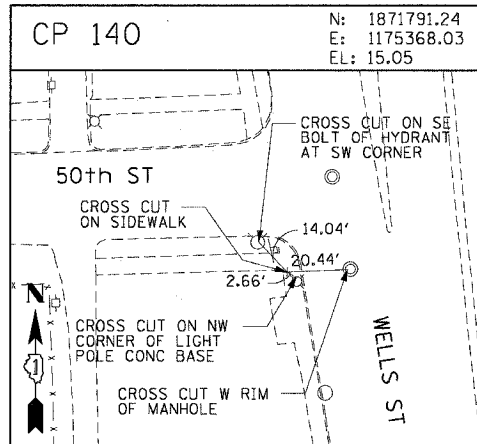 CP 140
N: 1871791.24
E: 1175368.03
EL: 15.05
CROSS CUT ON SE
BOLT OF HYDRANT
AT SW CORNER
50th ST
CROSS CUT
ON SIDEWALK
14.04'
20.44'
2.66'
N
1
CROSS CUT ON NW
CORNER OF LIGHT
POLE CONC BASE
WELLS ST
CROSS CUT W RIM
OF MANHOLE